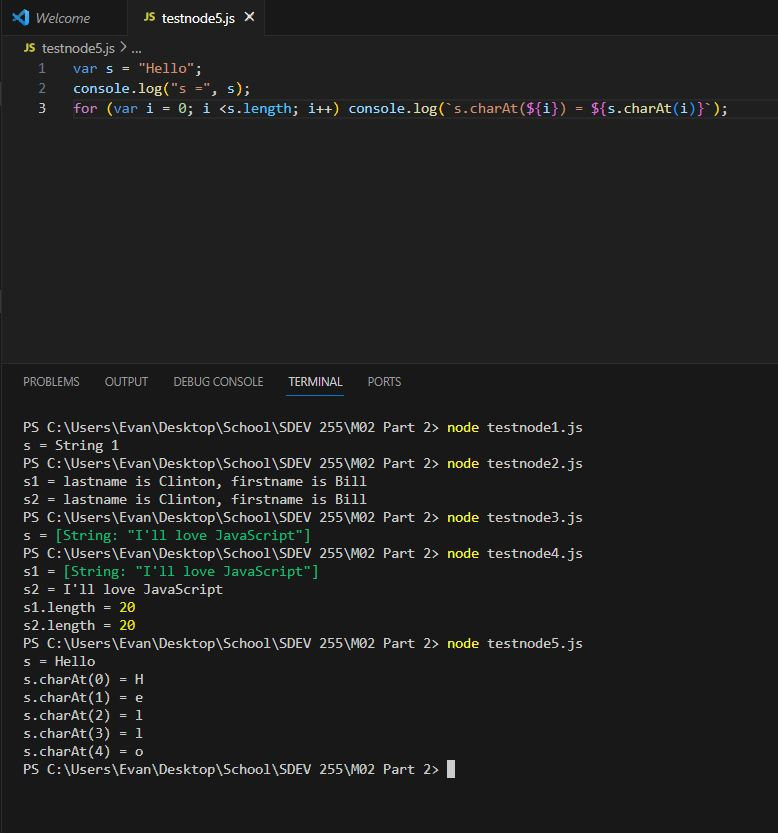 Welcome JS testnode5.js ✕
JS testnode5.js > ...
1 var s = "Hello";
2 console.log("s =", s);
3 for (var i = 0; i <s.length; i++) console.log(`s.charAt(${i}) = ${s.charAt(i)}`);
PROBLEMS OUTPUT DEBUG CONSOLE TERMINAL PORTS
PS C:\Users\Evan\Desktop\School\SDEV 255\M02 Part 2> node testnode1.js
s = String 1
PS C:\Users\Evan\Desktop\School\SDEV 255\M02 Part 2> node testnode2.js
s1 = lastname is Clinton, firstname is Bill
s2 = lastname is Clinton, firstname is Bill
PS C:\Users\Evan\Desktop\School\SDEV 255\M02 Part 2> node testnode3.js
s = [String: "I'll love JavaScript"]
PS C:\Users\Evan\Desktop\School\SDEV 255\M02 Part 2> node testnode4.js
s1 = [String: "I'll love JavaScript"]
s2 = I'll love JavaScript
s1.length = 20
s2.length = 20
PS C:\Users\Evan\Desktop\School\SDEV 255\M02 Part 2> node testnode5.js
s = Hello
s.charAt(0) = H
s.charAt(1) = e
s.charAt(2) = l
s.charAt(3) = l
s.charAt(4) = o
PS C:\Users\Evan\Desktop\School\SDEV 255\M02 Part 2>